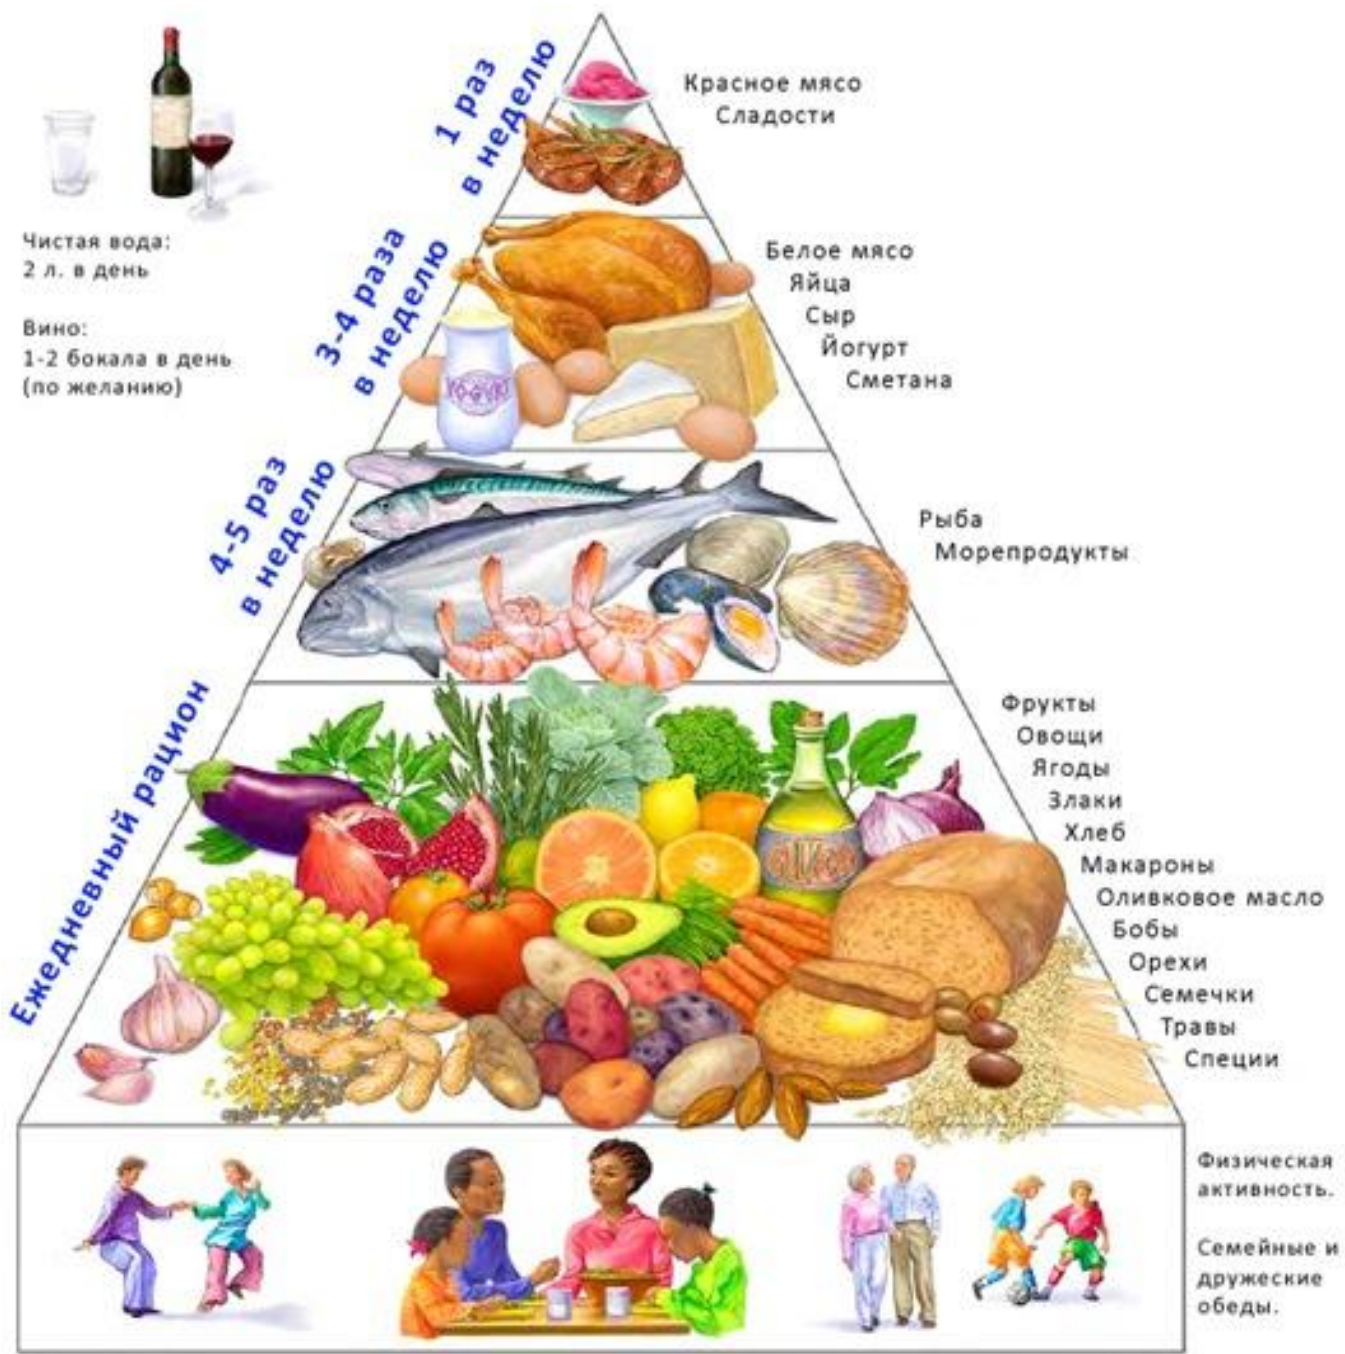 1 раз
в неделю
Красное мясо
Сладости
Чистая вода:
2 л. в день
Вино:
1-2 бокала в день
(по желанию)
3-4 раза
в неделю
Белое мясо
Яйца
Сыр
Йогурт
Сметана
YOGURT
4-5 раз
в неделю
Рыба
Морепродукты
Ежедневный рацион
Фрукты
Овощи
Ягоды
Злаки
Хлеб
Макароны
Оливковое масло
Бобы
Орехи
Семечки
Травы
Специи
Физическая
активность.
Семейные и
дружеские
обеды.